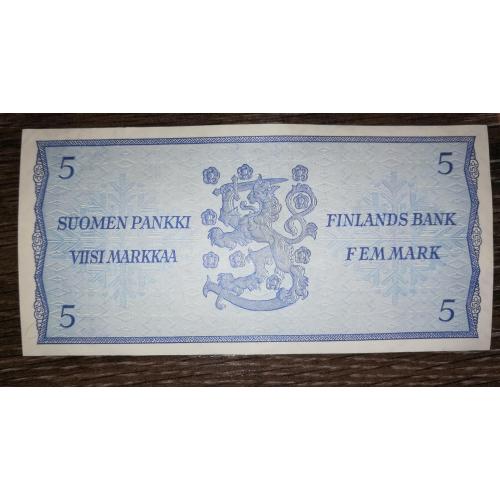 5
5
SUOMEN PANKKI
FINLANDS BANK
VIISI MARKKAA
FEM MARK
5
5